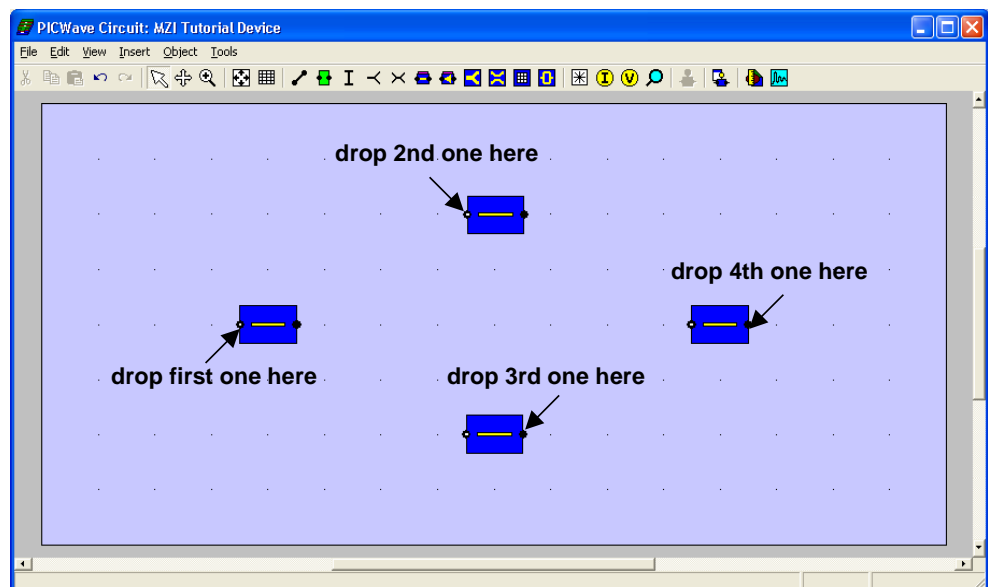 PICWave Circuit: MZI Tutorial Device
File Edit View Insert Object Tools
I V
drop 2nd one here
drop 4th one here
drop first one here
drop 3rd one here